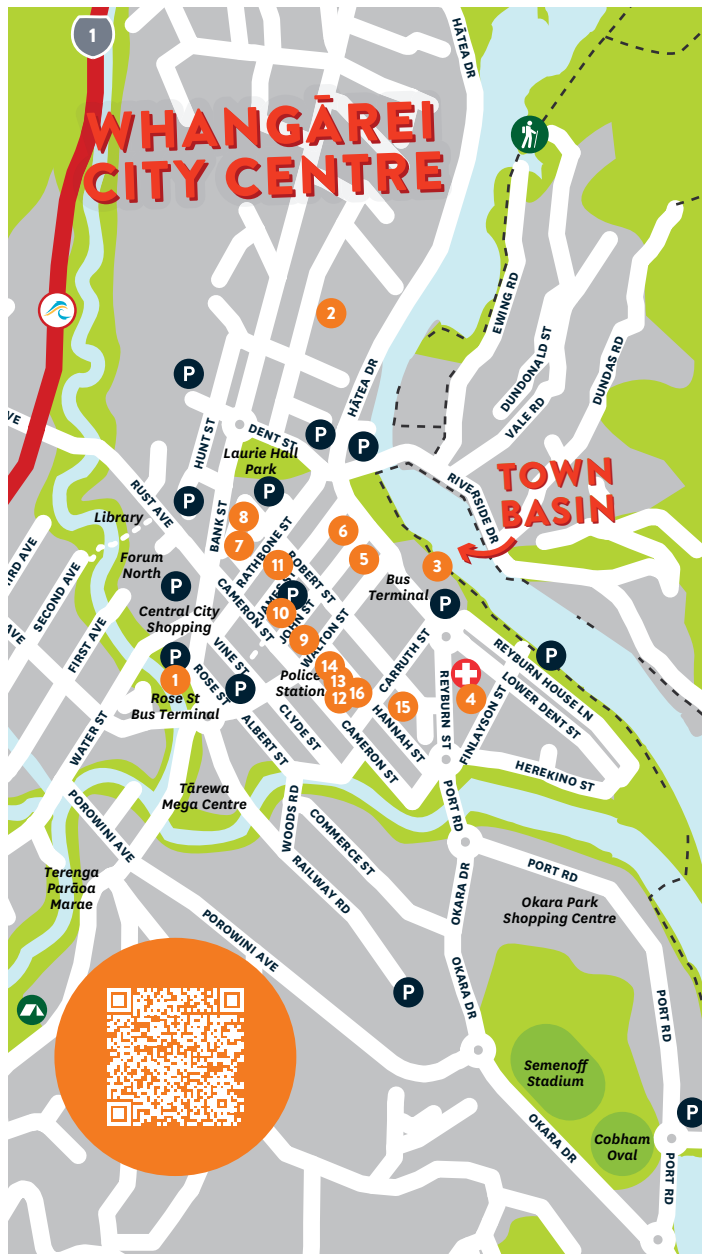 1
HĀTEA DR
WHANGĀREI
CITY CENTRE
2
EWING RD
DUNDONALD ST
VALE RD
DUNDAS RD
P
HĀTEA DR
AVE
HUNT ST
DENT ST
P
P
Laurie Hall
Park
RUST AVE
P
P
TOWN
BASIN
RIVERSIDE DR
Library
BANK ST
8
7
RATHBONE ST
6
5
3
Forum
North
11
ROBERT ST
Bus
Terminal
IRD AVE
SECOND AVE
P
CAMERON ST
JAMES ST
P
10
JOHN ST
P
Central City
Shopping
AVE
FIRST AVE
9
WALTON ST
VINE ST
CARRUTH ST
REYBURN HOUSE LN
P
P
1
ROSE ST
Rose St
Bus Terminal
P
Police
Station
14
13
12
16
15
4
REYBURN ST
LOWER DENT ST
FINLAYSON ST
WATER ST
ALBERT ST
CLYDE ST
HANNAH ST
CAMERON ST
HEREKINO ST
Tārewa
Mega Centre
POROWINI AVE
WOODS RD
COMMERCE ST
PORT RD
RAILWAY RD
PORT RD
Terenga
Parāoa
Marae
OKARA DR
Okara Park
Shopping Centre
POROWINI AVE
P
OKARA DR
PORT RD
Semenoff
Stadium
P
OKARA DR
Cobham
Oval
PORT RD